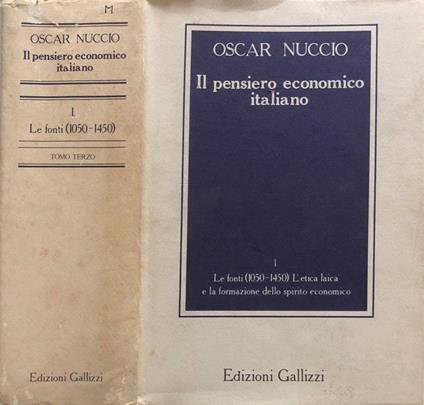 M
OSCAR NUCCIO
Il pensiero economico
italiano
I.
Le fonti (1050-1450)
TOMO TERZO
Edizioni Gallizzi
OSCAR NUCCIO
Il pensiero economico
italiano
I
Le fonti (1050-1450) L'etica laica
e la formazione dello spirito economico
Edizioni Gallizzi